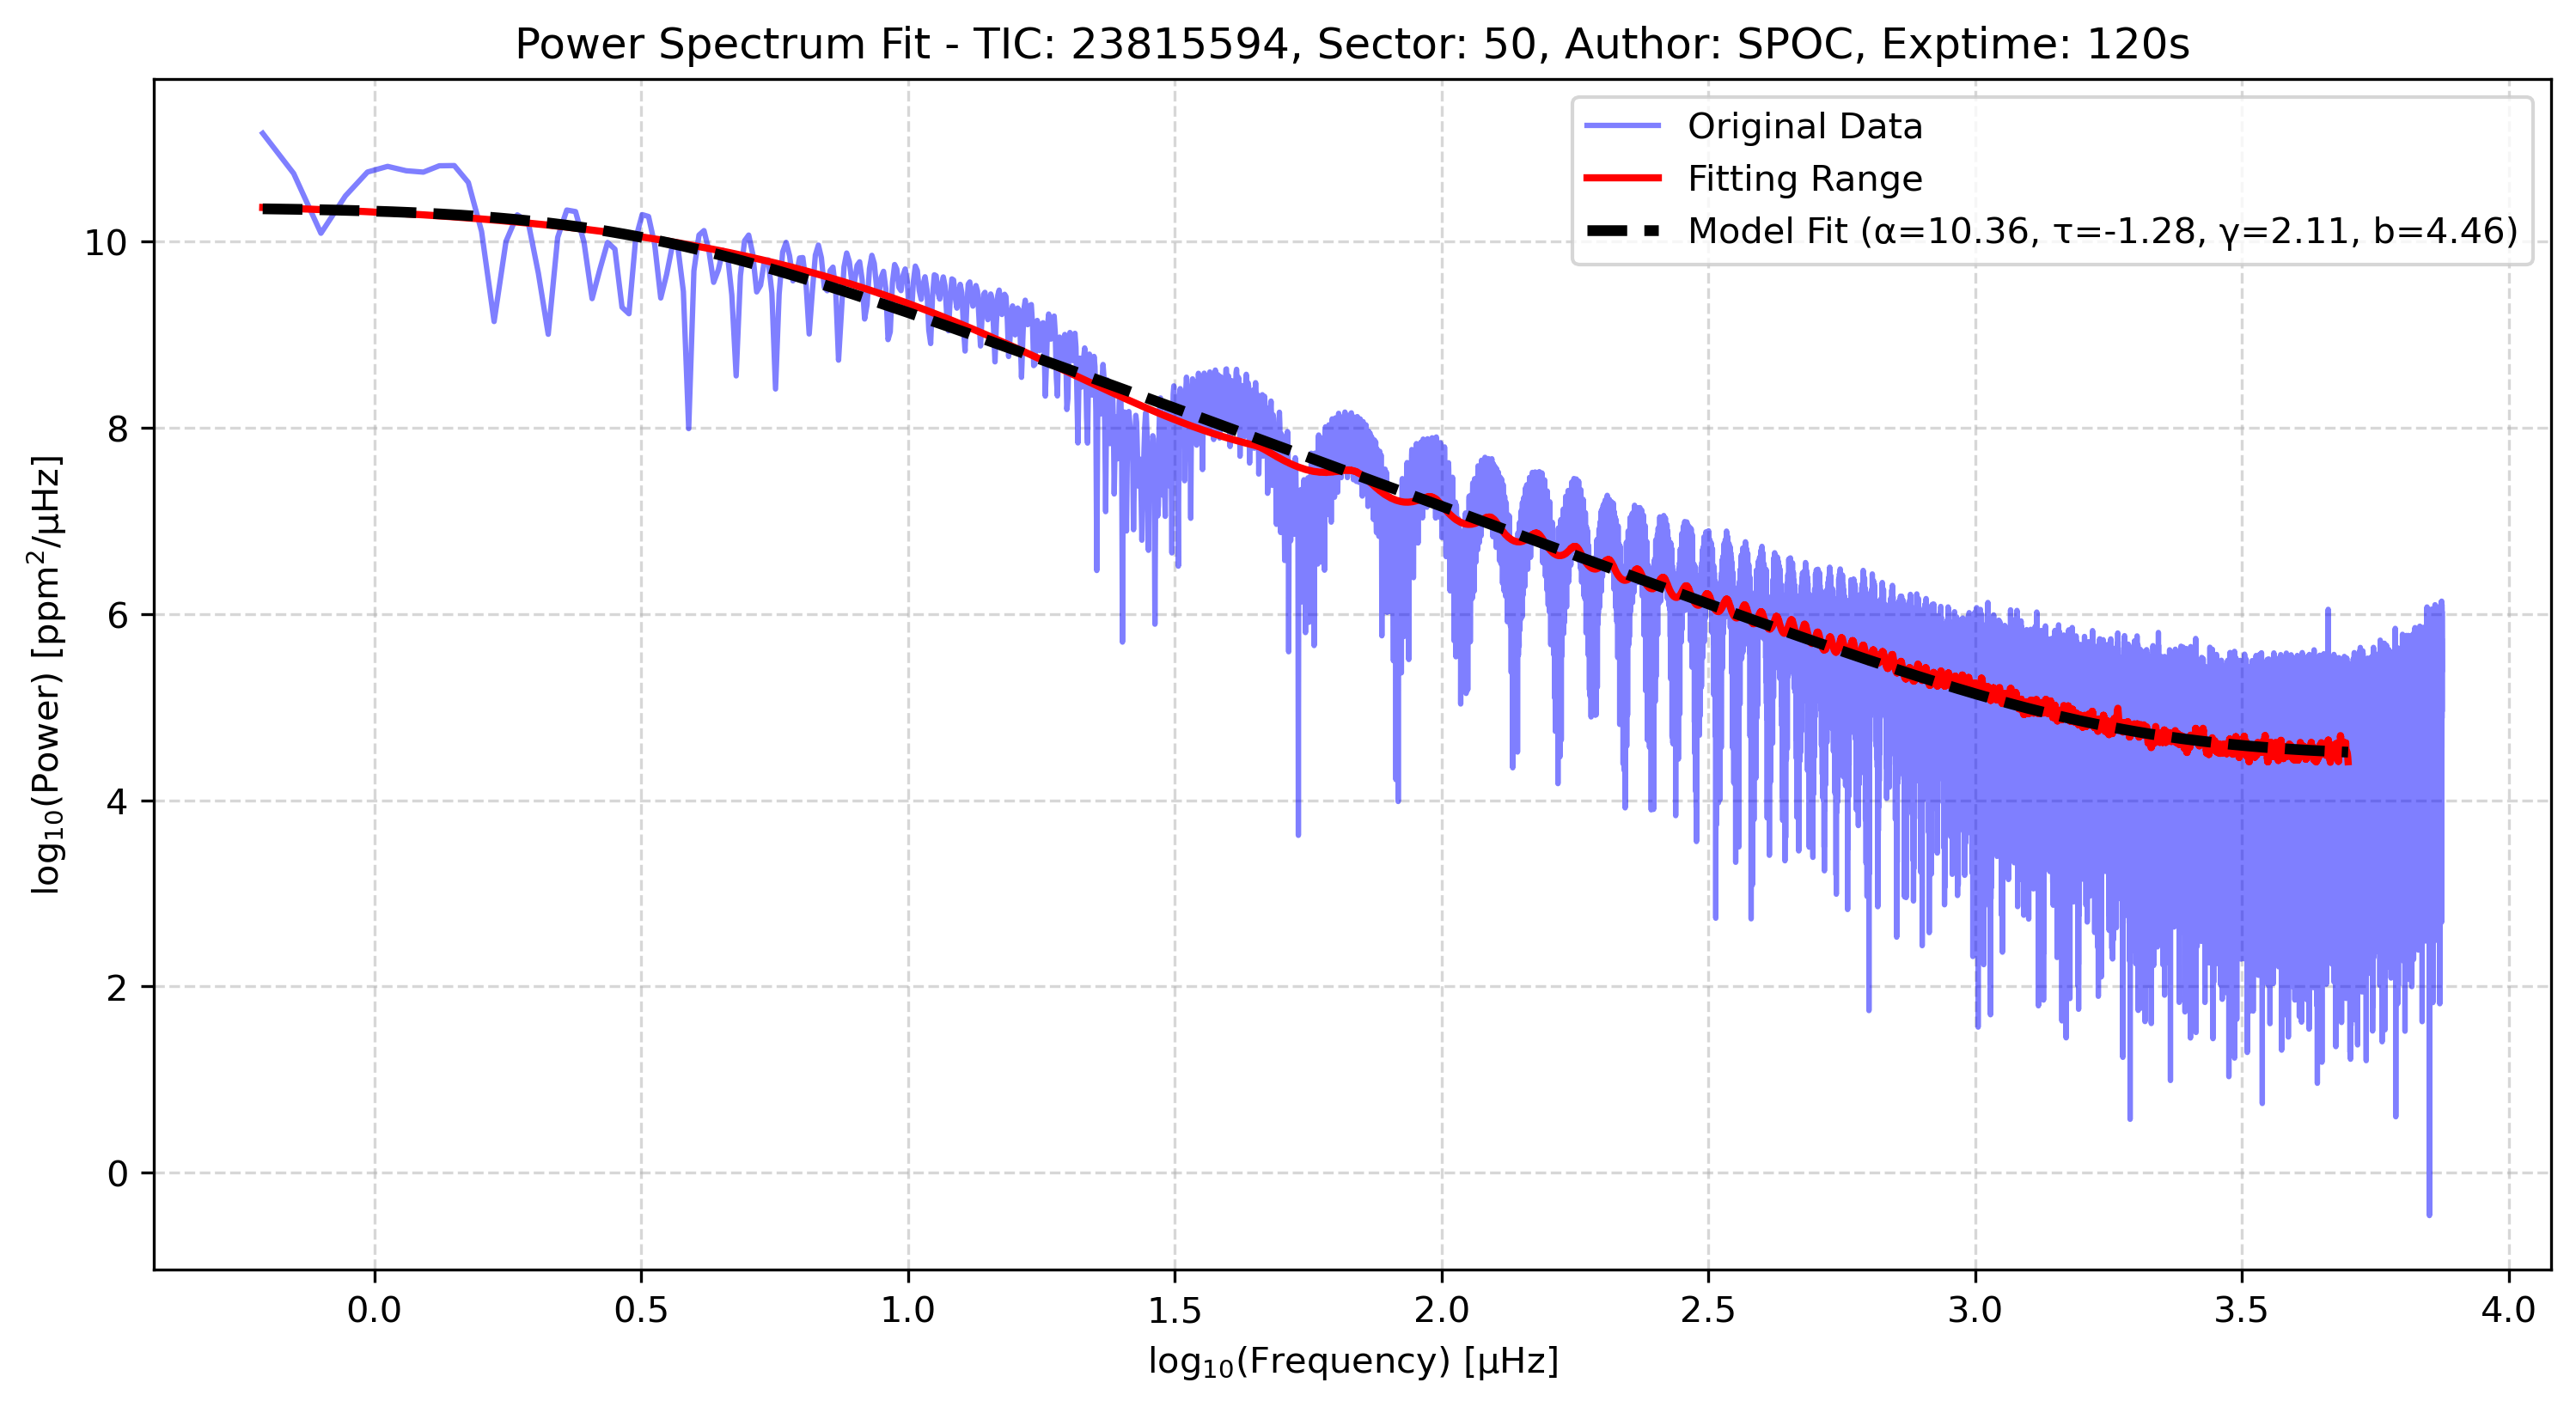 Power Spectrum Fit - TIC: 23815594, Sector: 50, Author: SPOC, Exptime: 120s
Original Data
Fitting Range
Model Fit (α=10.36, τ=-1.28, γ=2.11, b=4.46)
log₁₀(Power) [ppm²/μHz]
10
8
6
4
2
0
0.0 0.5 1.0 1.5 2.0 2.5 3.0 3.5 4.0
log₁₀(Frequency) [μHz]